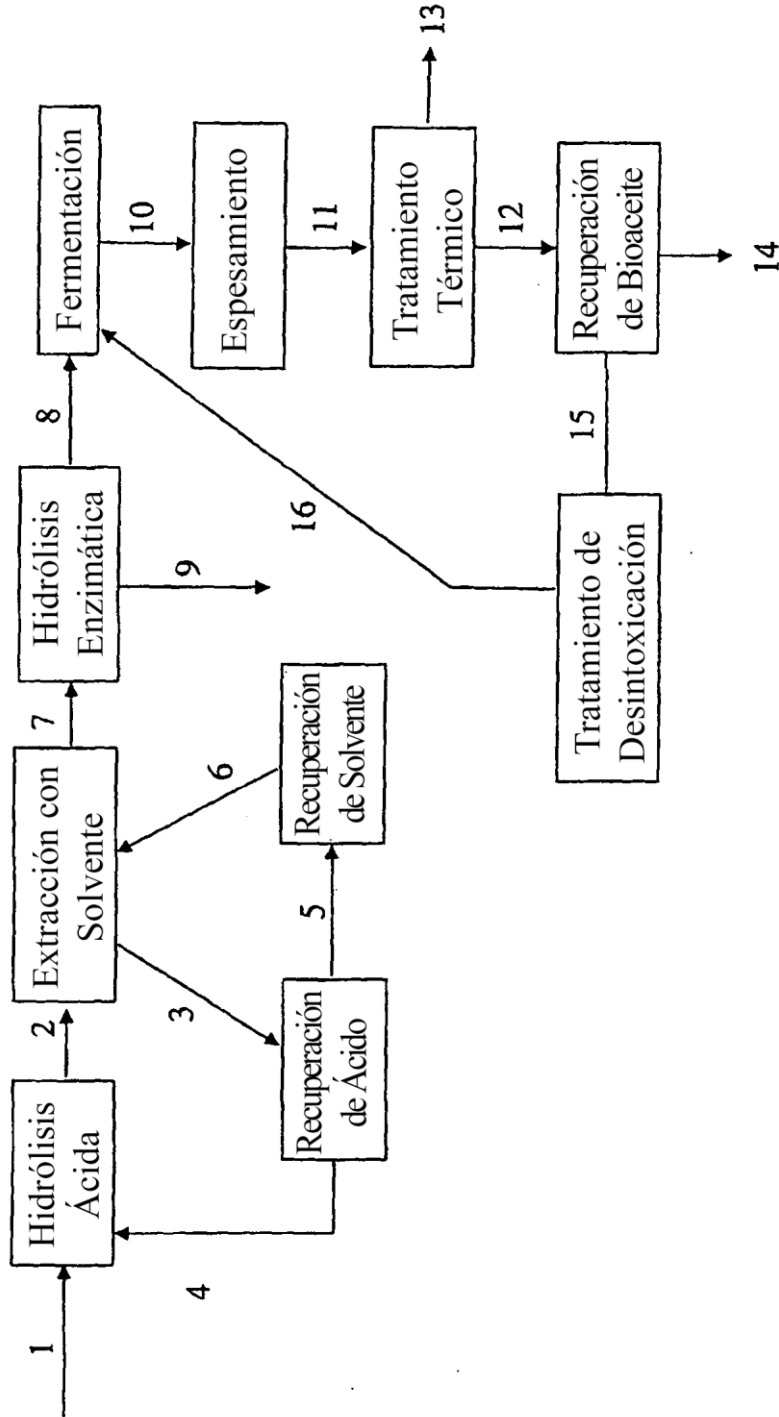 1
Hidrólisis
Ácida
2
Extracción con
Solvente
7
Hidrólisis
Enzimática
8
Fermentación
4
3
6
9
16
10
Recuperación
de Ácido
5
Recuperación
de Solvente
Espesamiento
11
Tratamiento
Térmico
13
12
Tratamiento de
Desintoxicación
15
Recuperación
de Bioaceite
14